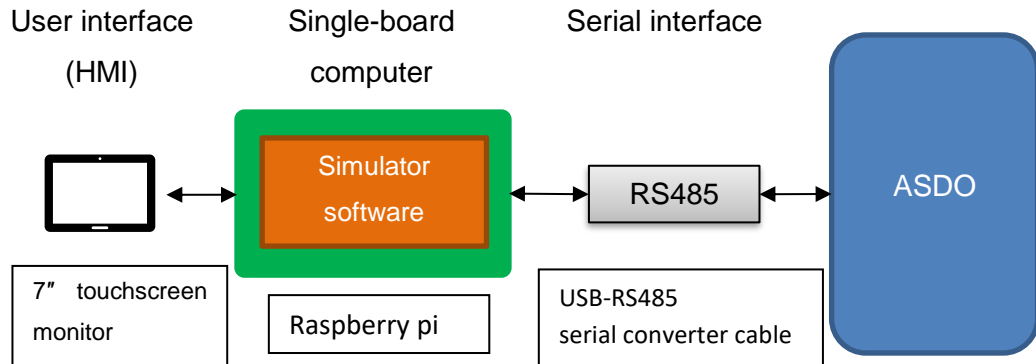 User interface
(HMI)
Single-board
computer
Serial interface
Simulator
software
RS485
ASDO
7″ touchscreen
monitor
Raspberry pi
USB-RS485
serial converter cable